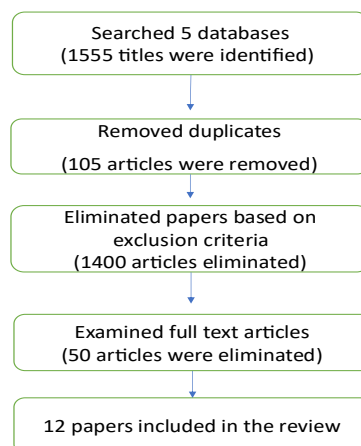 Searched 5 databases
(1555 titles were identified)
Removed duplicates
(105 articles were removed)
Eliminated papers based on
exclusion criteria
(1400 articles eliminated)
Examined full text articles
(50 articles were eliminated)
12 papers included in the review